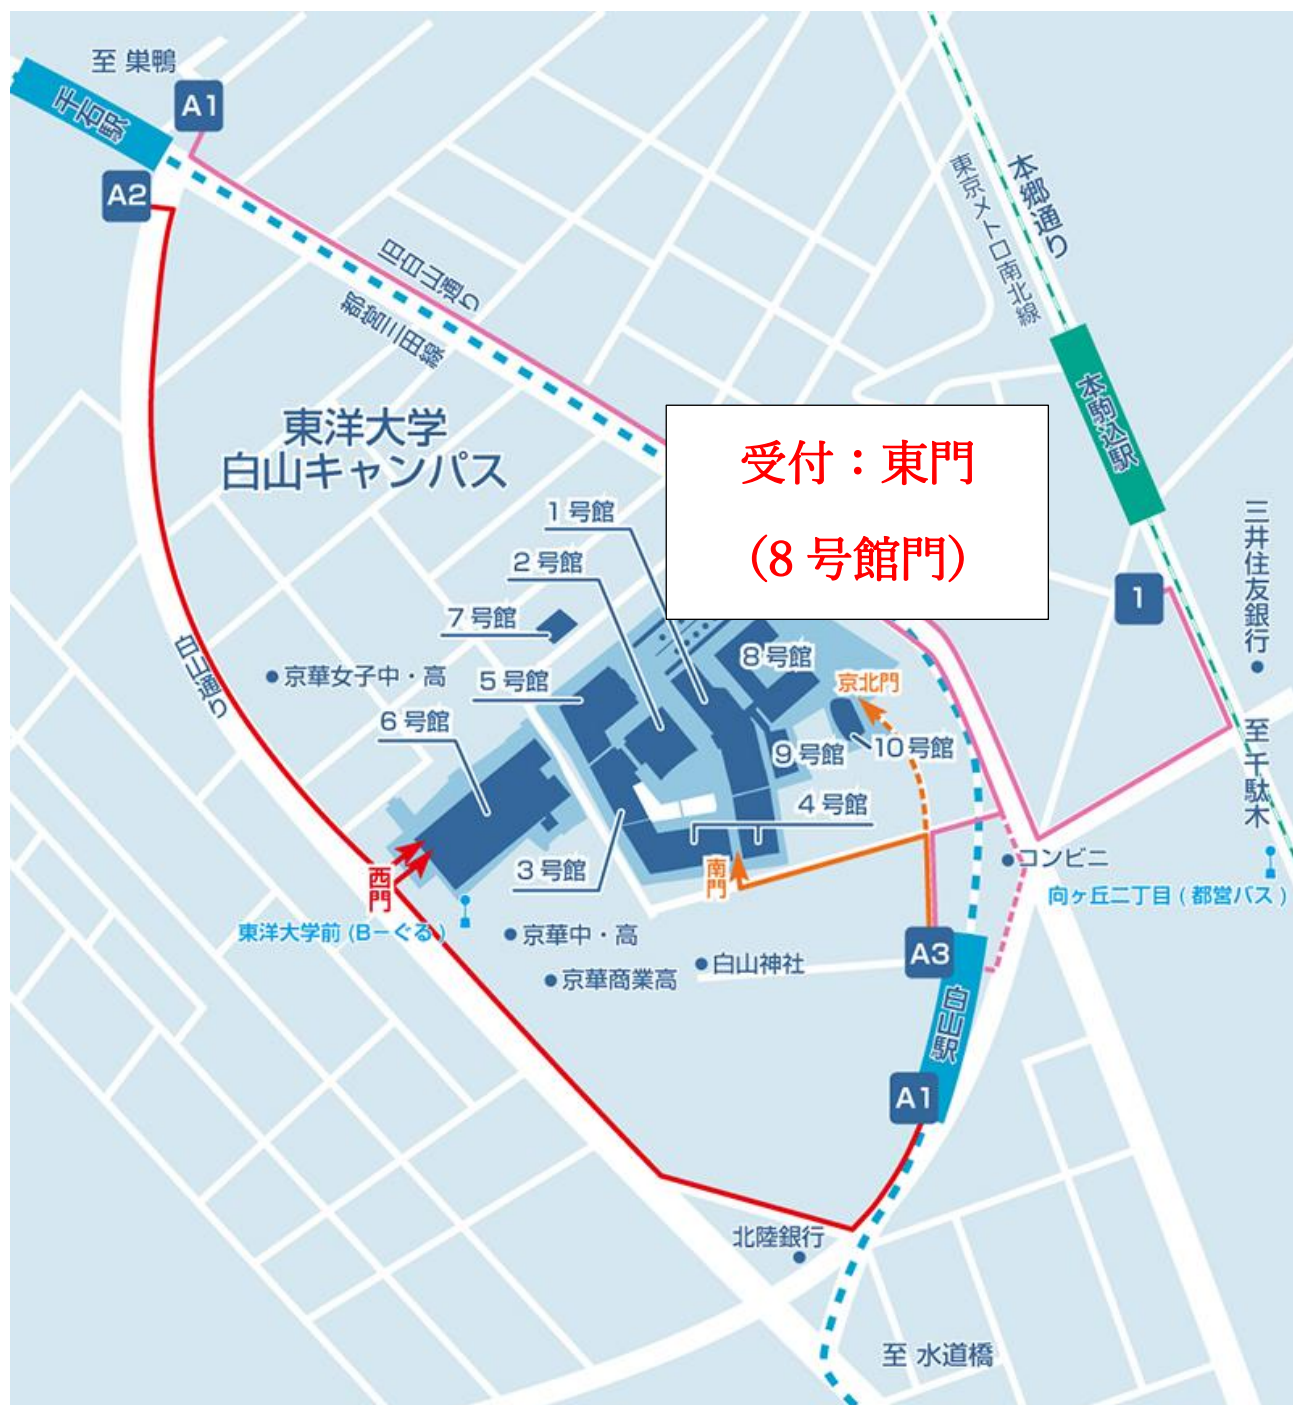 至 巣鴨
千石駅
A1
A2
旧白山通り
都営三田線
本郷通り
東京メトロ南北線
本駒込駅
東洋大学
白山キャンパス
受付：東門
(8 号館門)
1 号館
2 号館
7 号館
5 号館
6 号館
8 号館
京北門
9 号館
10 号館
4 号館
3 号館
南門
西門
白山通り
京華女子中・高
東洋大学前 (B－ぐる )
京華中・高
京華商業高
白山神社
1
三井住友銀行
至 千駄木
コンビニ
向ヶ丘二丁目 ( 都営バス )
A3
白山駅
A1
北陸銀行
至 水道橋